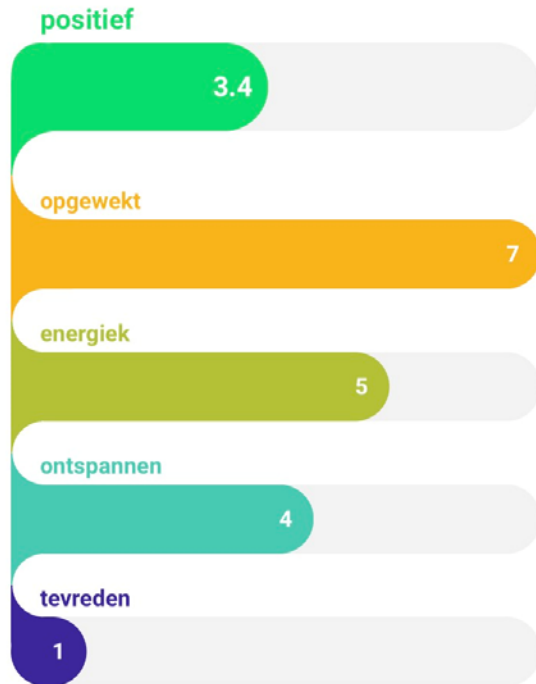 positief
3.4
opgewekt
7
energiek
5
ontspannen
4
tevreden
1